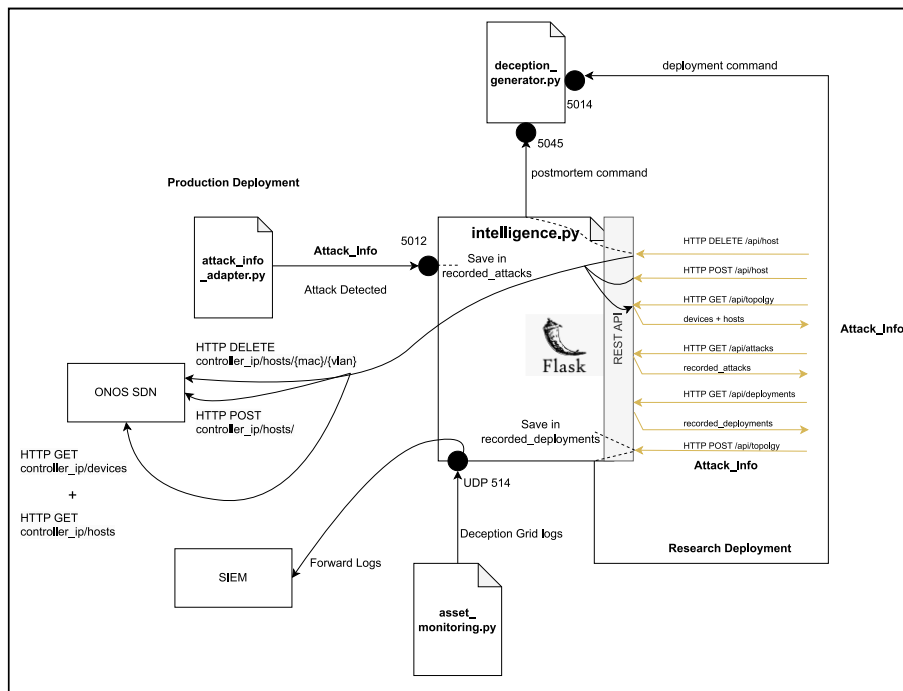 deception_
generator.py
deployment command
5014
5045
postmortem command
Production Deployment
attack_info
_adapter.py
Attack_Info
Attack Detected
5012
intelligence.py
Save in
recorded_attacks
REST API
Flask
HTTP DELETE /api/host
HTTP POST /api/host
HTTP GET /api/topolgy
devices + hosts
Attack_Info
HTTP GET /api/attacks
recorded_attacks
HTTP GET /api/deployments
recorded_deployments
HTTP POST /api/topolgy
Attack_Info
HTTP DELETE
controller_ip/hosts/{mac}/{vlan}
ONOS SDN
HTTP POST
controller_ip/hosts/
HTTP GET
controller_ip/devices
+
HTTP GET
controller_ip/hosts
Save in
recorded_deployments
UDP 514
Deception Grid logs
Research Deployment
SIEM
Forward Logs
asset_
monitoring.py